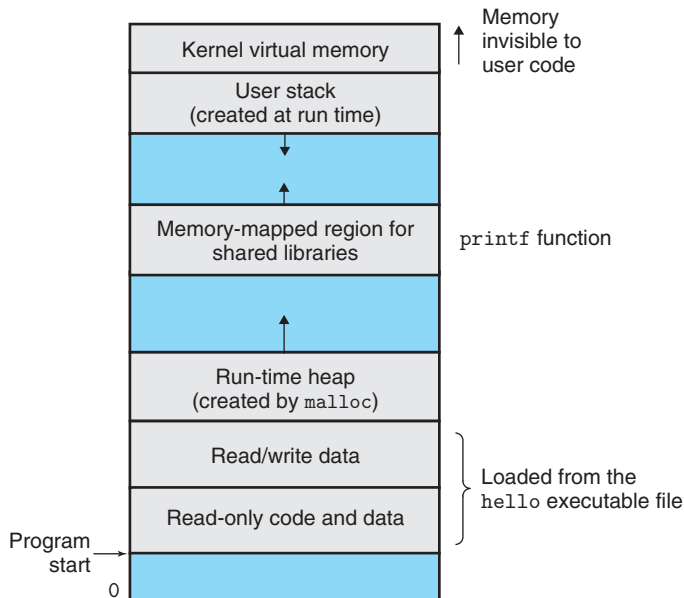 Memory
invisible to
user code
Kernel virtual memory
User stack
(created at run time)
Memory-mapped region for
shared libraries
printf function
Run-time heap
(created by malloc)
Read/write data
Loaded from the
hello executable file
Read-only code and data
Program
start
0